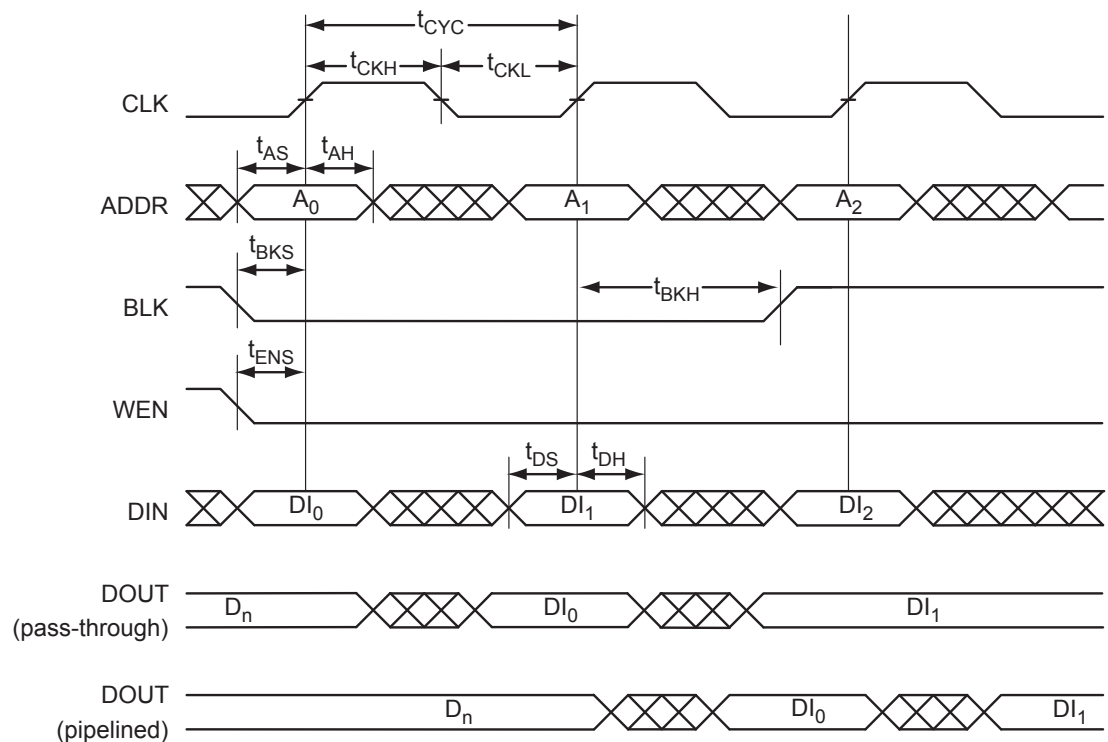 tCYC
tCKH tCKL
CLK
tAS tAH
ADDR A0 A1 A2
tBKS
BLK tBKH
tENS
WEN
tDS tDH
DIN DI0 DI1 DI2
DOUT
(pass-through) Dn DI0 DI1
DOUT
(pipelined) Dn DI0 DI1